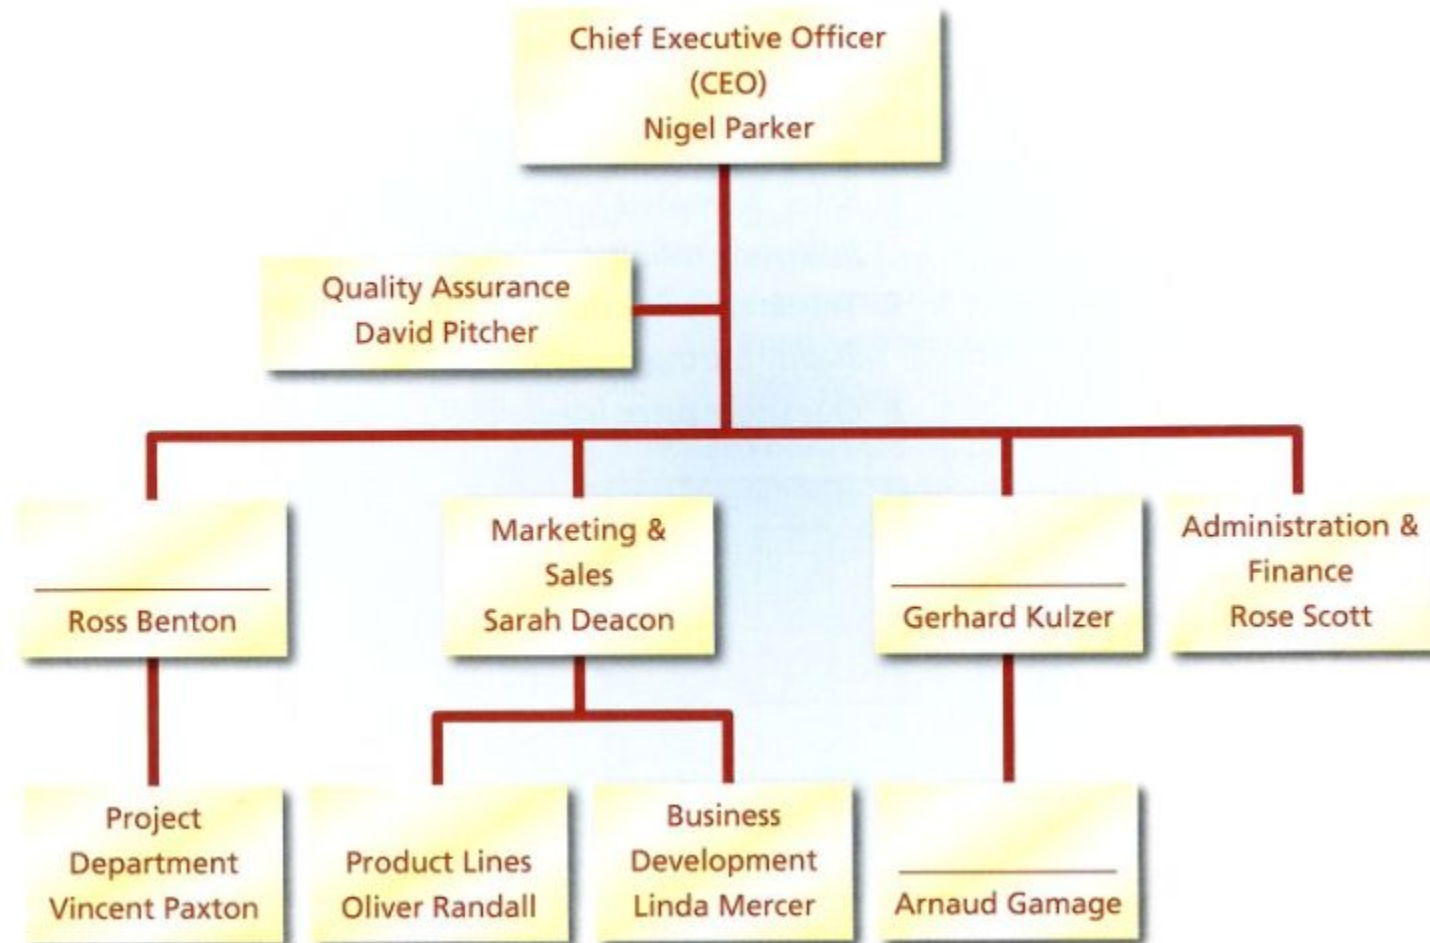 Chief Executive Officer
(CEO)
Nigel Parker
Quality Assurance
David Pitcher
Ross Benton
Marketing &
Sales
Sarah Deacon
Gerhard Kulzer
Administration &
Finance
Rose Scott
Project
Department
Vincent Paxton
Product Lines
Oliver Randall
Business
Development
Linda Mercer
Arnaud Gamage